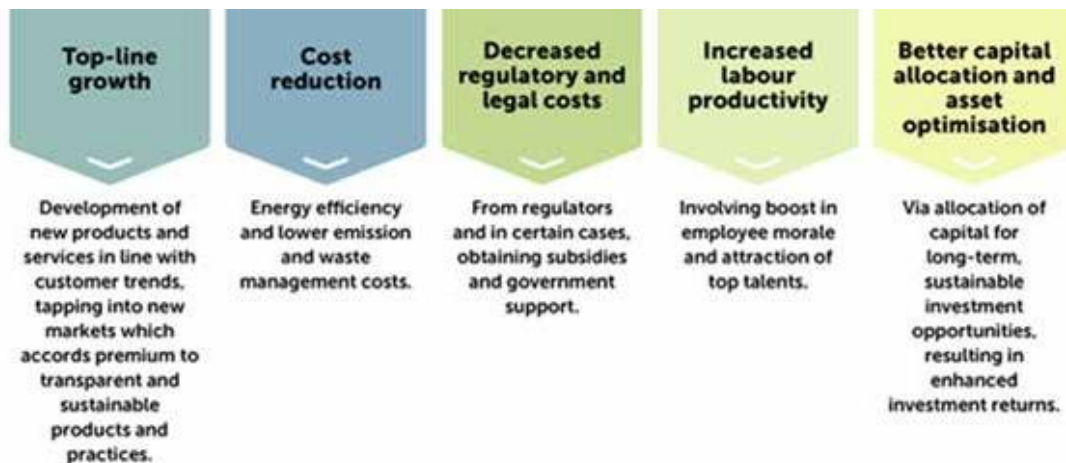 Top-line
growth
Development of
new products and
services in line with
customer trends,
tapping into new
markets which
accords premium to
transparent and
sustainable
products and
practices.
Cost
reduction
Energy efficiency
and lower emission
and waste
management costs.
Decreased
regulatory and
legal costs
From regulators
and in certain cases,
obtaining subsidies
and government
support.
Increased
labour
productivity
Involving boost in
employee morale
and attraction of
top talents.
Better capital
allocation and
asset
optimisation
Via allocation of
capital for
long-term,
sustainable
investment
opportunities,
resulting in
enhanced
investment returns.